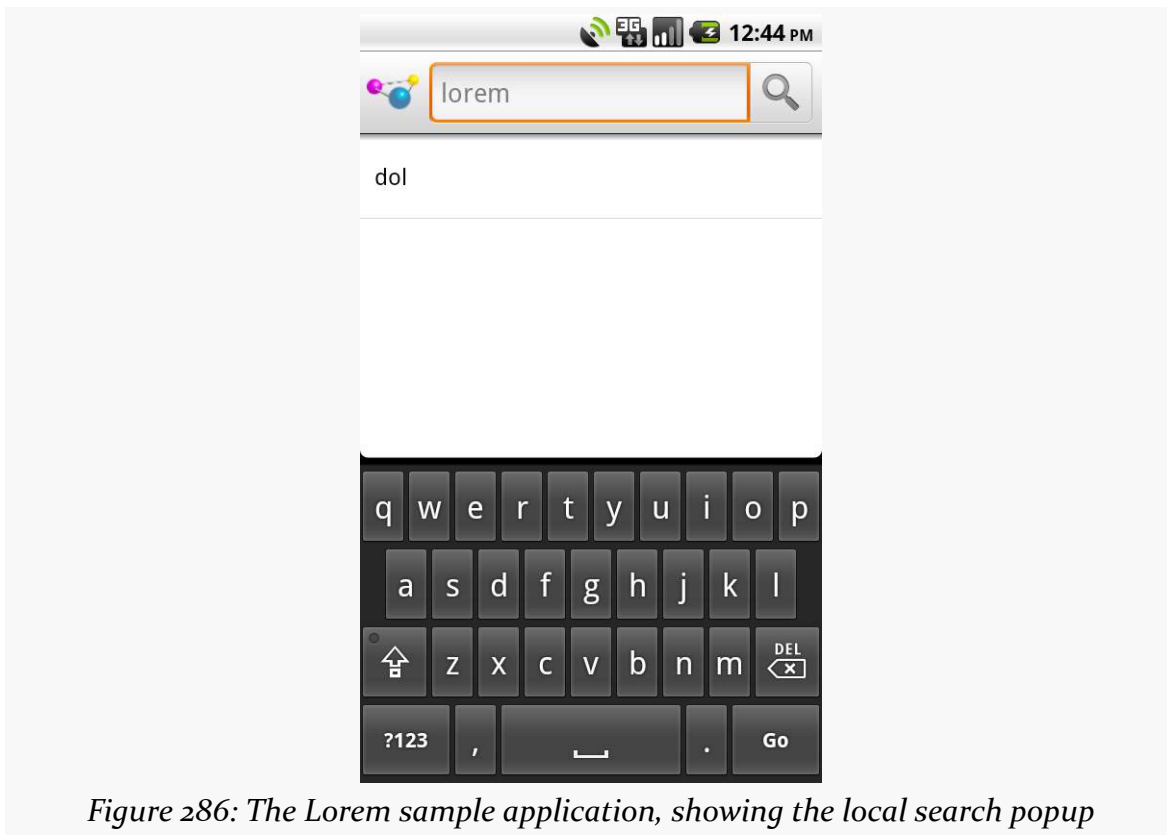 3G 12:44 PM
lorem
dol
q w e r t y u i o p
a s d f g h j k l
z x c v b n m DEL
?123 , . Go
Figure 286: The Lorem sample application, showing the local search popup